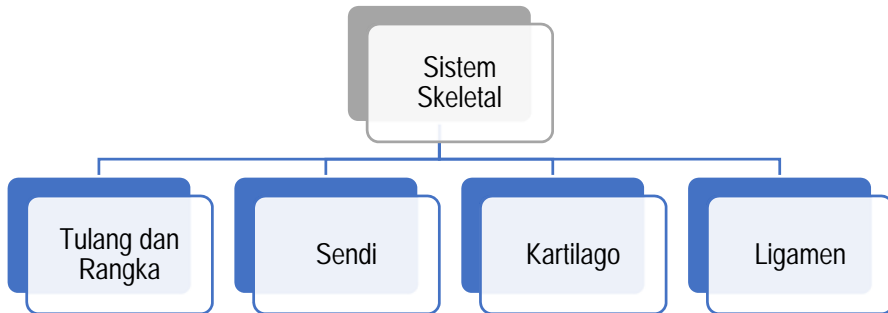 Sistem
Skeletal
Tulang dan
Rangka
Sendi
Kartilago
Ligamen